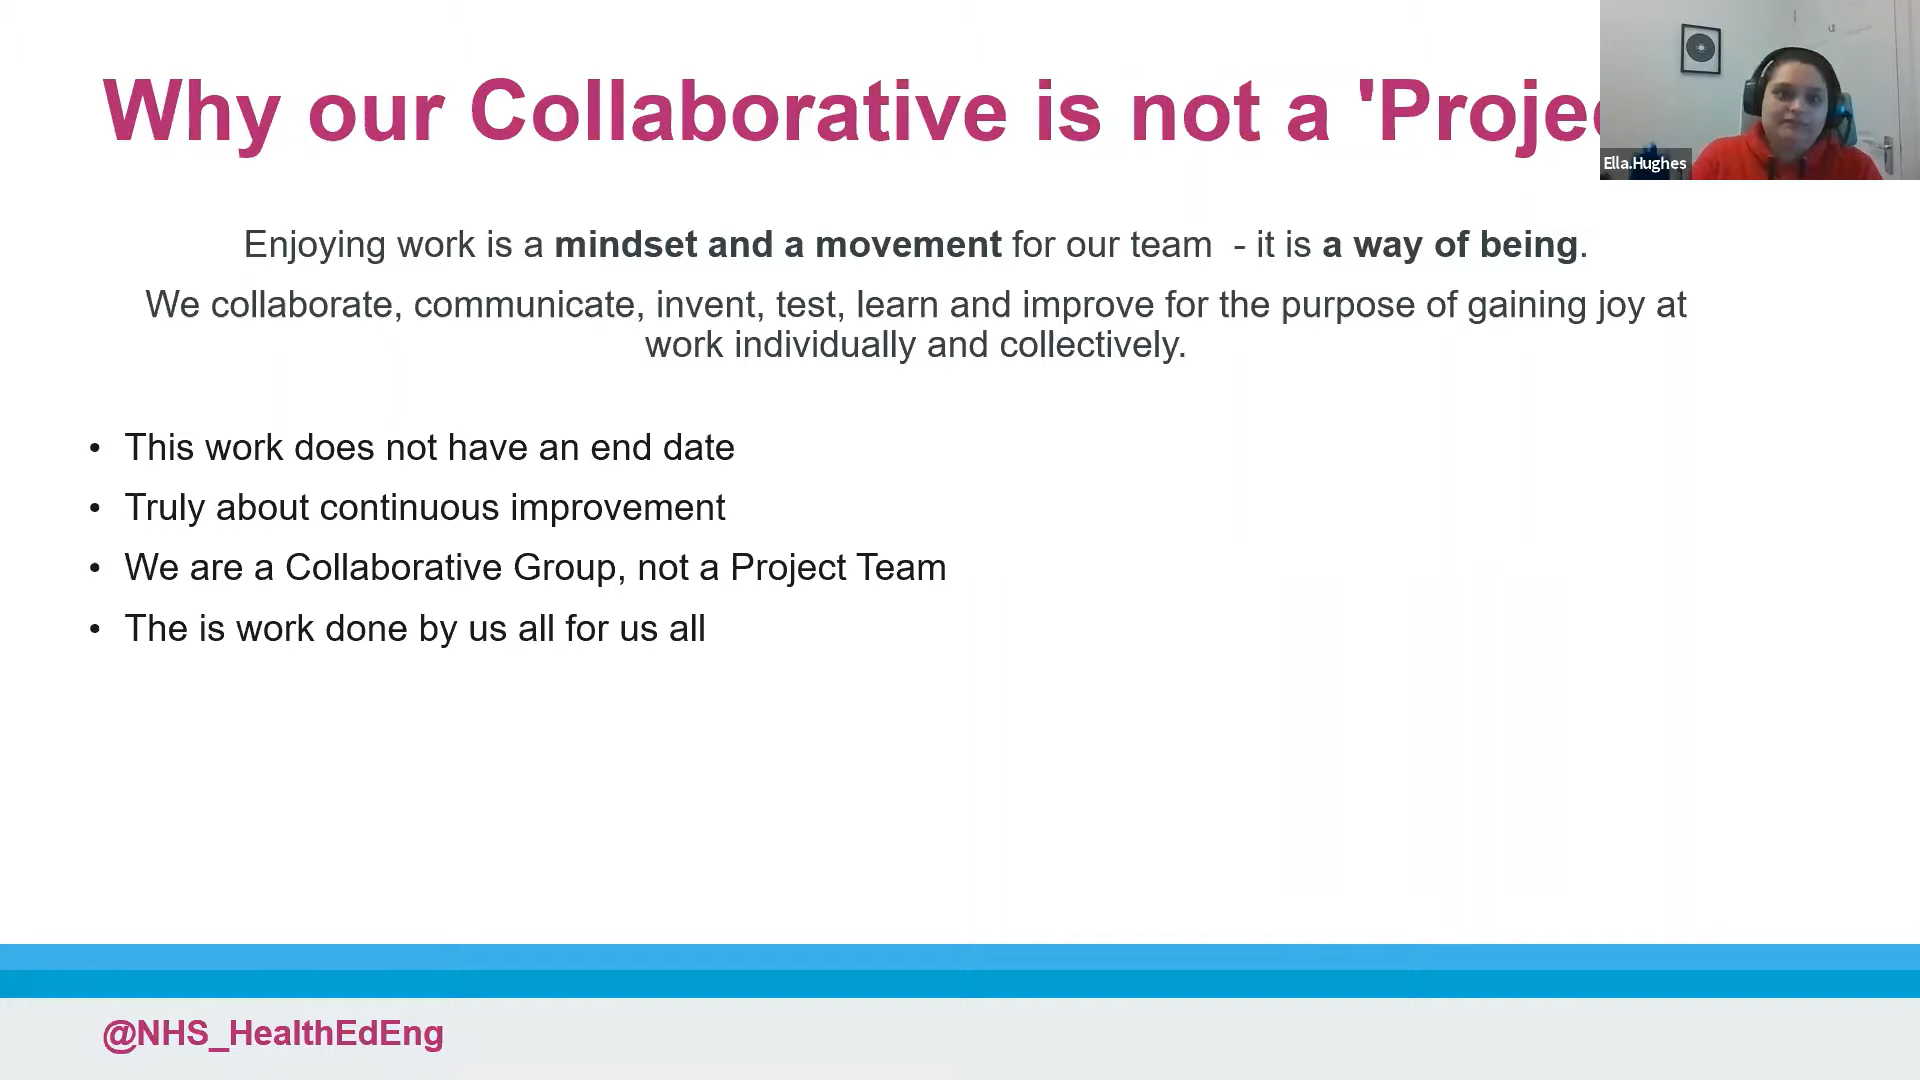 Why our Collaborative is not a 'Projec
Ella.Hughes
Enjoying work is a mindset and a movement for our team - it is a way of being.
We collaborate, communicate, invent, test, learn and improve for the purpose of gaining joy at
work individually and collectively.
• This work does not have an end date
• Truly about continuous improvement
• We are a Collaborative Group, not a Project Team
• The is work done by us all for us all
@NHS_HealthEdEng